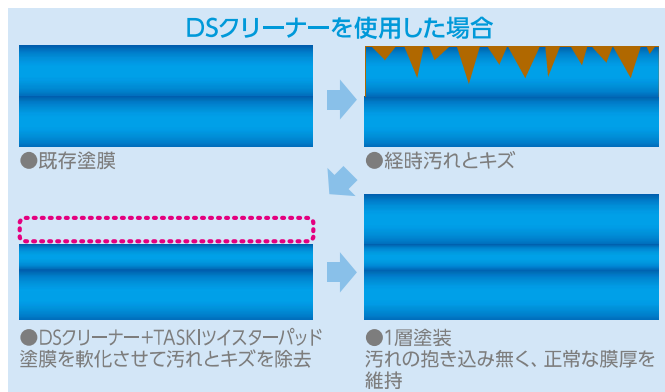 DSクリーナーを使用した場合
●既存塗膜
●経時汚れとキズ
●DSクリーナー+TASKIツイスターパッド
塗膜を軟化させて汚れとキズを除去
●1層塗装
汚れの抱き込み無く、正常な膜厚を
維持